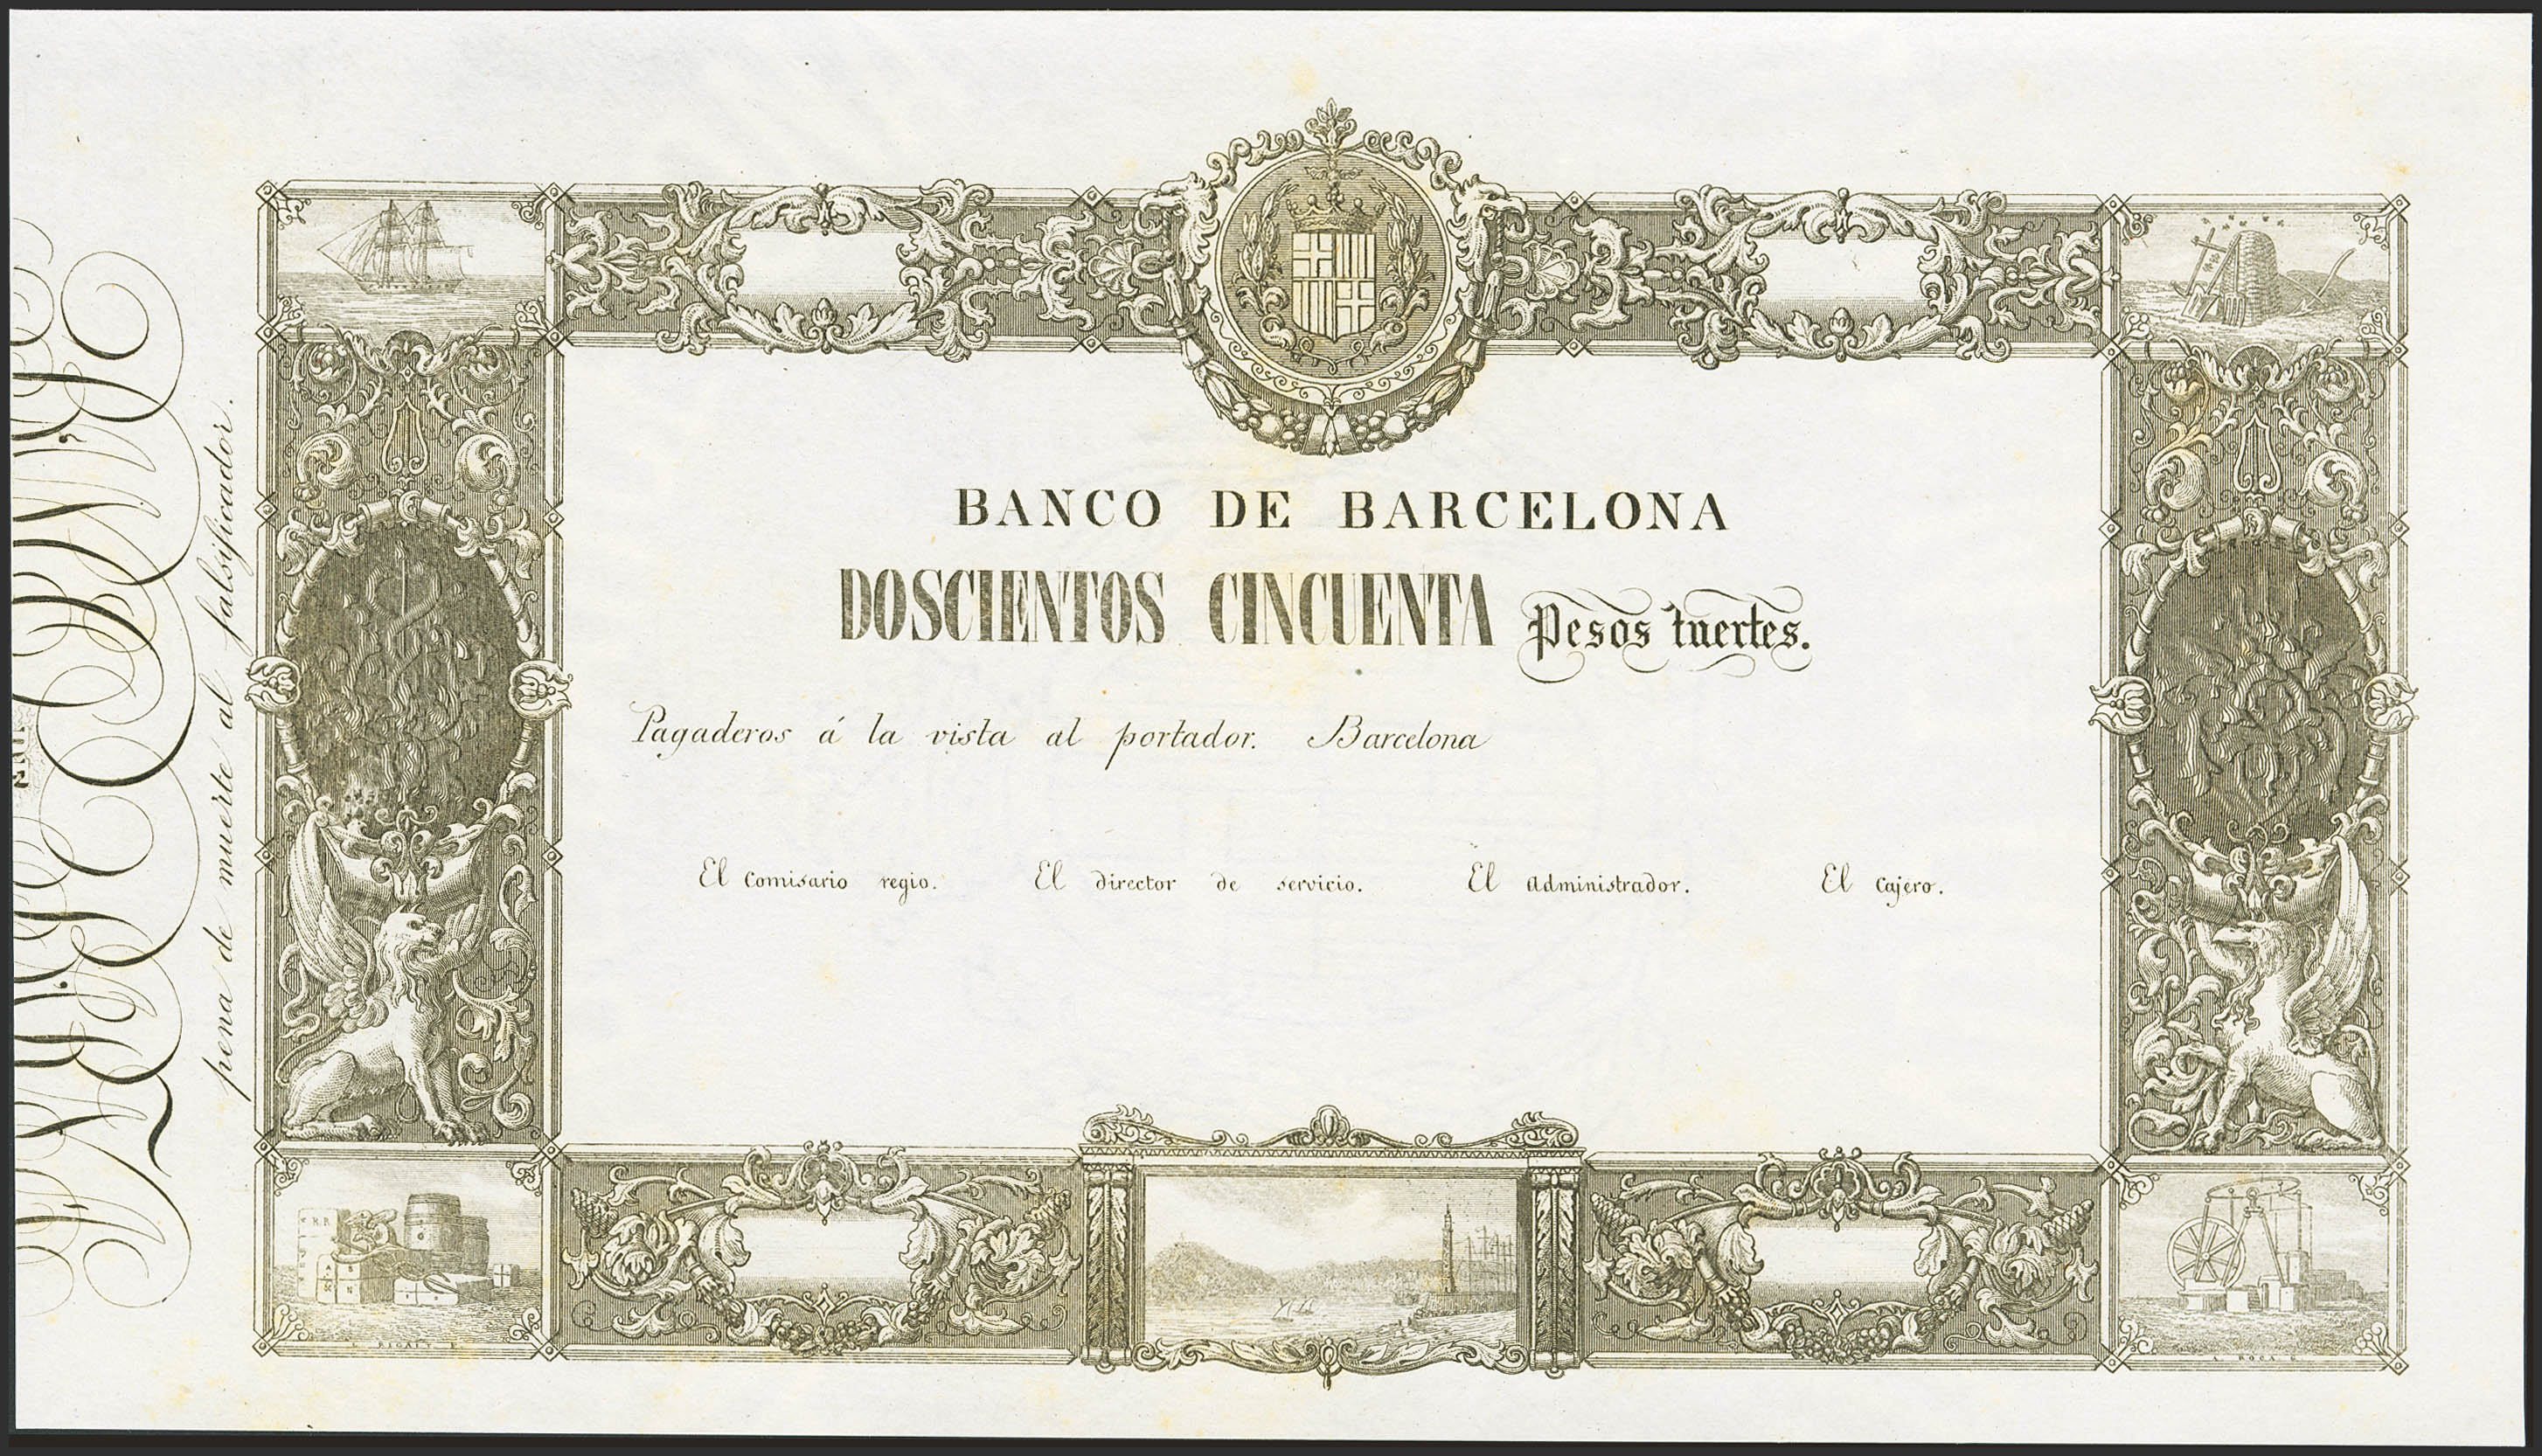 BANCO DE BARCELONA
DOSCIENTOS CINCUENTA Pesos fuertes.
Pagaderos á la vista al portador. Barcelona
El Comisario regio. El director de servicio. El Administrador. El Cajero.
pena de muerte al falsificador.
A. ROCA G.